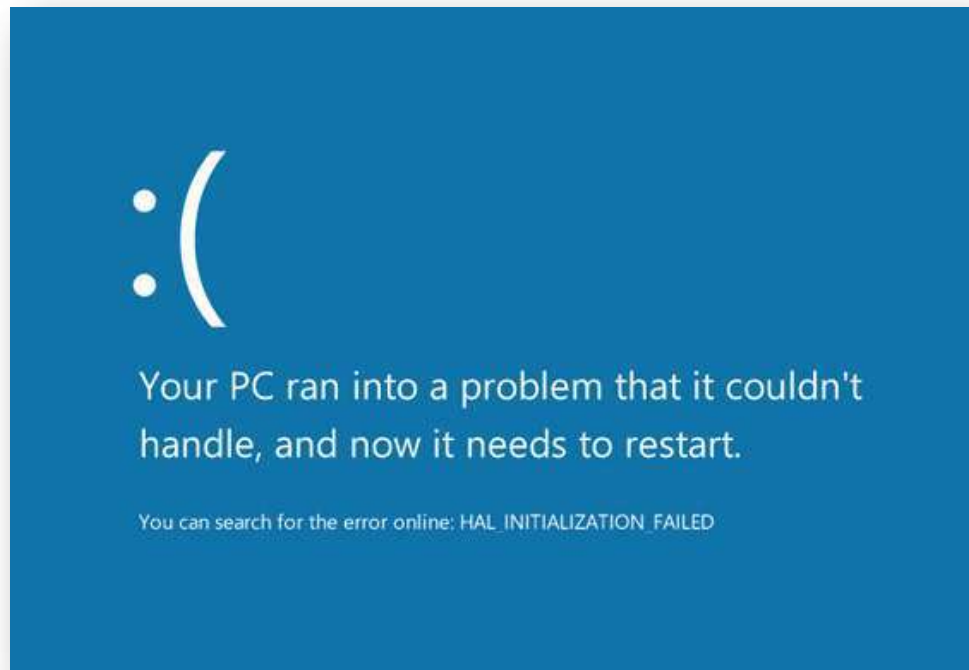 :(
Your PC ran into a problem that it couldn't
handle, and now it needs to restart.
You can search for the error online: HAL_INITIALIZATION_FAILED